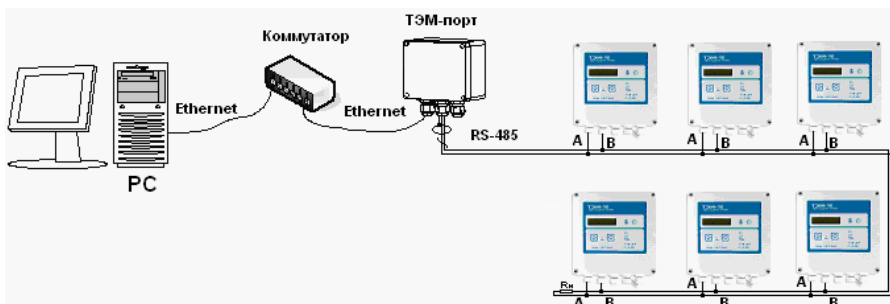 ТЭМ-порт
Коммутатор
Ethernet
Ethernet
RS-485
PC
A B A B A B
Rн
A B A B A B